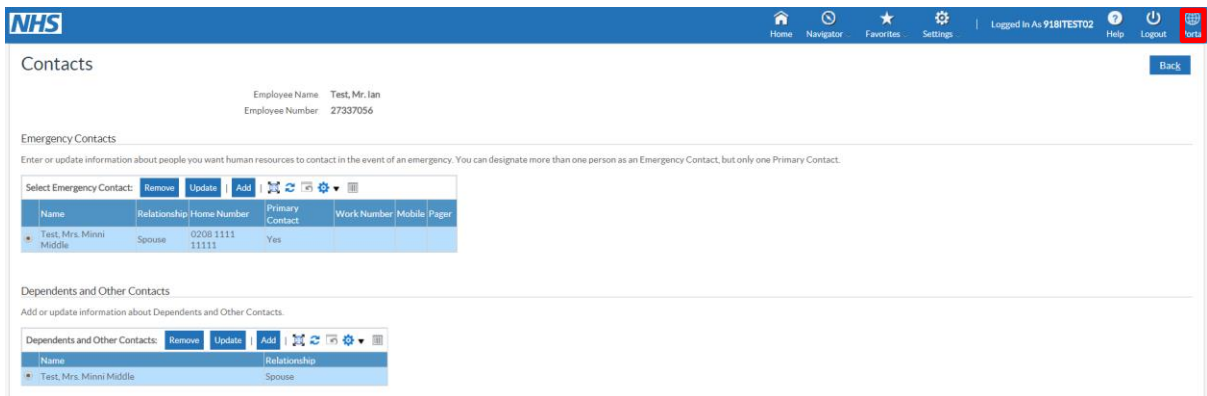 NHS
Home Navigator Favorites Settings Logged In As 918ITEST02 Help Logout Portal
Contacts
Back
Employee Name Test, Mr. Ian
Employee Number 27337056
Emergency Contacts
Enter or update information about people you want human resources to contact in the event of an emergency. You can designate more than one person as an Emergency Contact, but only one Primary Contact.
Select Emergency Contact: Remove Update | Add |
Name Relationship Home Number Primary Contact Work Number Mobile Pager
Test, Mrs. Minni Middle Spouse 0208 1111 11111 Yes
Dependents and Other Contacts
Add or update information about Dependents and Other Contacts.
Dependents and Other Contacts: Remove Update | Add |
Name Relationship
Test, Mrs. Minni Middle Spouse